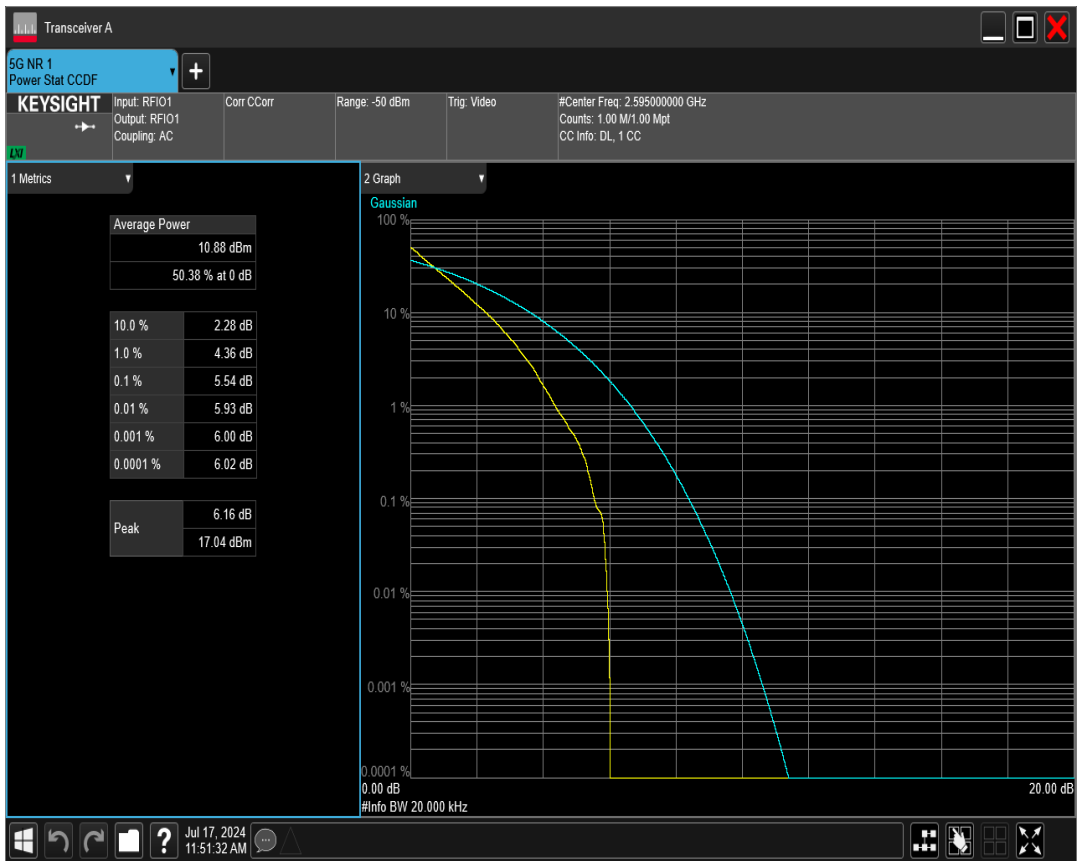 Transceiver A
5G NR 1
Power Stat CCDF
+
KEYSIGHT
LXI
Input: RFIO1
Output: RFIO1
Coupling: AC
Corr CCorr
Range: -50 dBm
Trig: Video
#Center Freq: 2.595000000 GHz
Counts: 1.00 M/1.00 Mpt
CC Info: DL, 1 CC
1 Metrics
Average Power
10.88 dBm
50.38 % at 0 dB
10.0 % 2.28 dB
1.0 % 4.36 dB
0.1 % 5.54 dB
0.01 % 5.93 dB
0.001 % 6.00 dB
0.0001 % 6.02 dB
Peak 6.16 dB
17.04 dBm
2 Graph
Gaussian
100 %
10 %
1 %
0.1 %
0.01 %
0.001 %
0.0001 %
0.00 dB 20.00 dB
#Info BW 20.000 kHz
?
Jul 17, 2024
11:51:32 AM